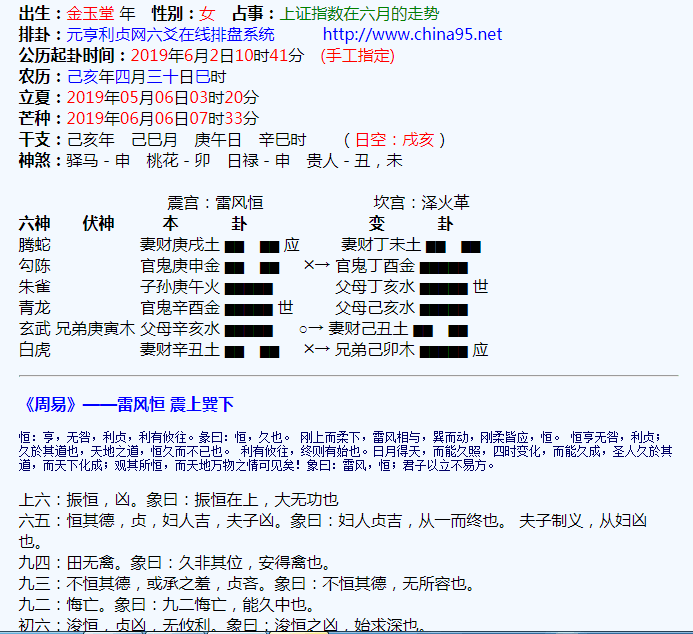 出生：金玉堂 年 性别：女 占事：上证指数在六月的走势
排卦：元亨利贞网六爻在线排盘系统 http://www.china95.net
公历起卦时间：2019年6月2日10时41分 (手工指定)
农历：己亥年四月三十日巳时
立夏：2019年05月06日03时20分
芒种：2019年06月06日07时33分
干支：己亥年 己巳月 庚午日 辛巳时 （日空：戌亥）
神煞：驿马－申 桃花－卯 日禄－申 贵人－丑，未
震宫：雷风恒 坎宫：泽火革
六神 伏神 本 卦 变 卦
腾蛇 妻财庚戌土 ▅▅ ▅▅ 应 妻财丁未土 ▅▅ ▅▅
勾陈 官鬼庚申金 ▅▅ ▅▅ ×→ 官鬼丁酉金 ▅▅▅▅▅
朱雀 子孙庚午火 ▅▅▅▅▅ 父母丁亥水 ▅▅▅▅▅ 世
青龙 官鬼辛酉金 ▅▅▅▅▅ 世 父母己亥水 ▅▅▅▅▅
玄武 兄弟庚寅木 父母辛亥水 ▅▅▅▅▅ ○→ 妻财己丑土 ▅▅ ▅▅
白虎 妻财辛丑土 ▅▅ ▅▅ ×→ 兄弟己卯木 ▅▅▅▅▅ 应
《周易》——雷风恒 震上巽下
恒：亨，无咎，利贞，利有攸往。彖曰：恒，久也。 刚上而柔下，雷风相与，巽而动，刚柔皆应，恒。 恒亨无咎，利贞；
久於其道也，天地之道，恒久而不已也。 利有攸往，终则有始也。日月得天，而能久照，四时变化，而能久成，圣人久於其
道，而天下化成；观其所恒，而天地万物之情可见矣！象曰：雷风，恒；君子以立不易方。
上六：振恒，凶。象曰：振恒在上，大无功也
六五：恒其德，贞，妇人吉，夫子凶。象曰：妇人贞吉，从一而终也。 夫子制义，从妇凶
也。
九四：田无禽。象曰：久非其位，安得禽也。
九三：不恒其德，或承之羞，贞吝。象曰：不恒其德，无所容也。
九二：悔亡。象曰：九二悔亡，能久中也。
初六：浚恒，贞凶，无攸利。象曰：浚恒之凶，始求深也。